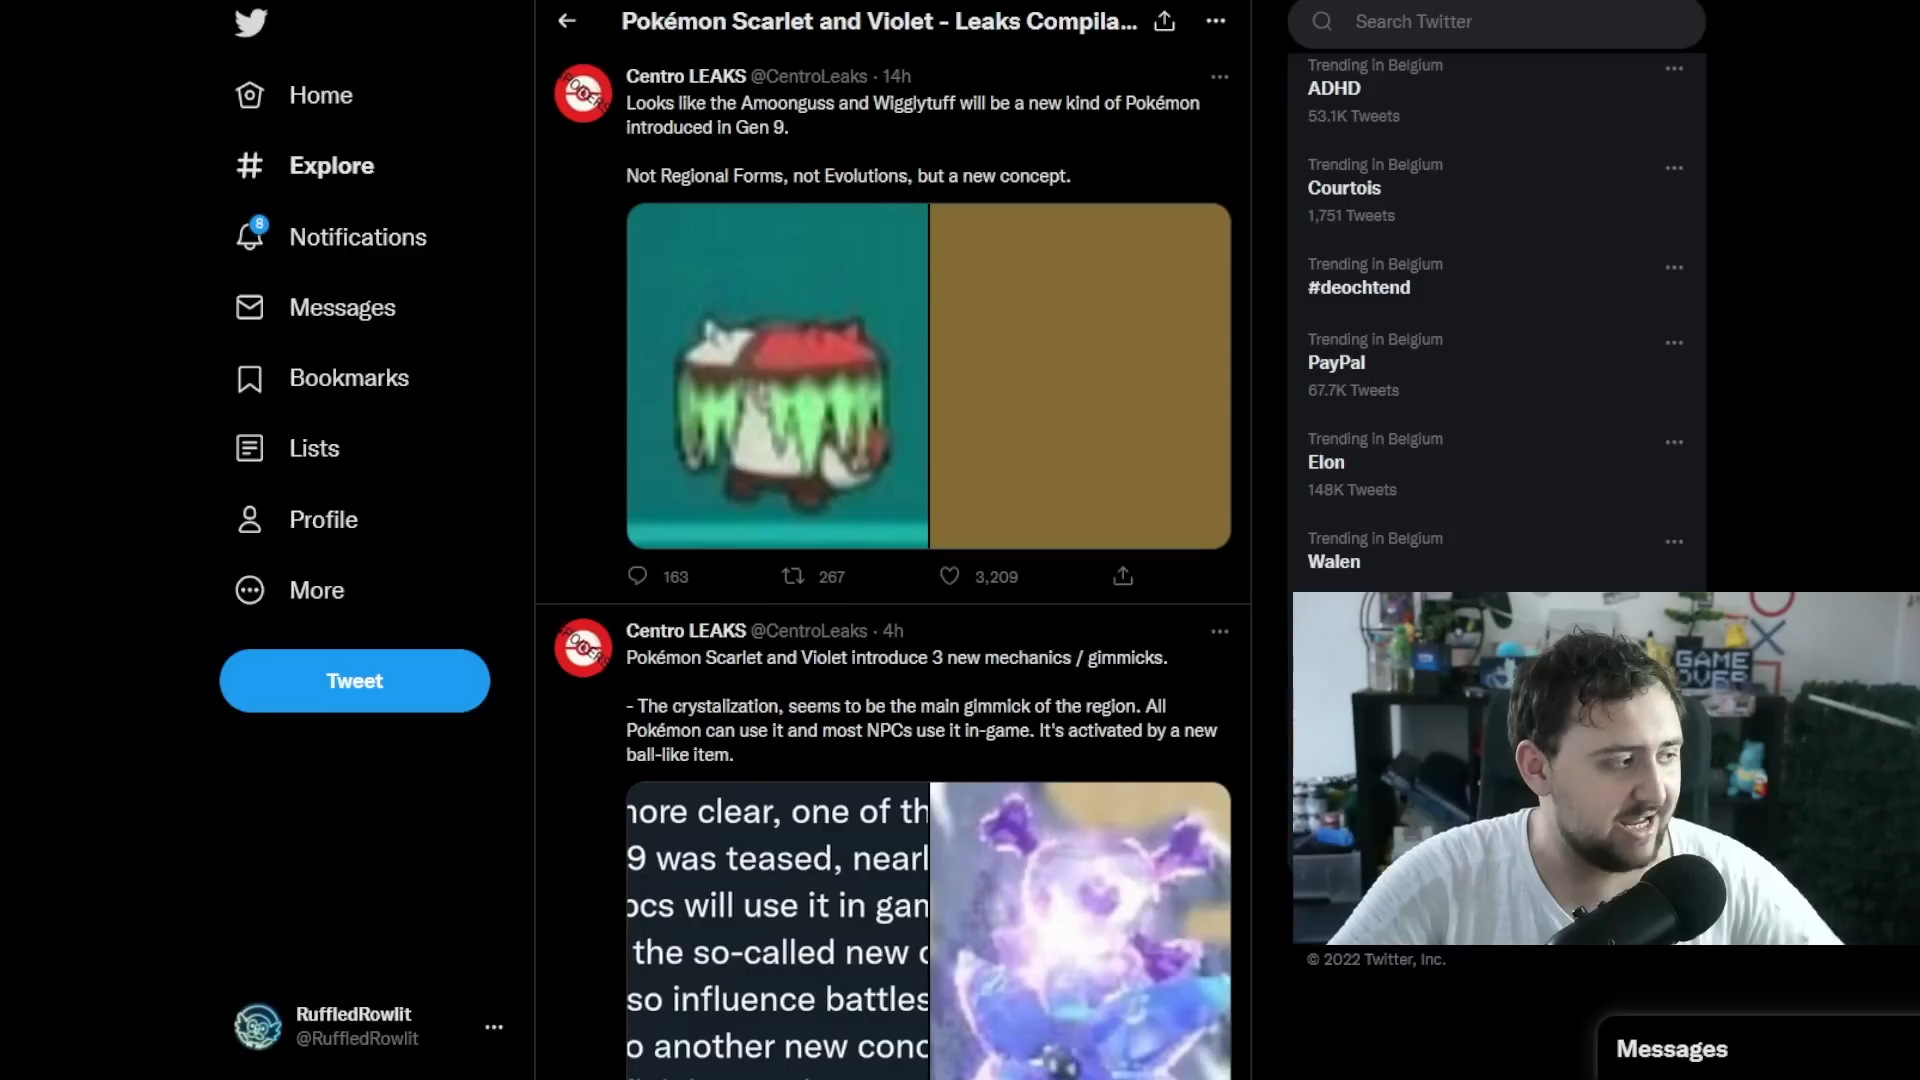 Home
Explore
8
Notifications
Messages
Bookmarks
Lists
Profile
More
Tweet
RuffledRowlit
@RuffledRowlit
Pokémon Scarlet and Violet - Leaks Compila...
Centro LEAKS @CentroLeaks · 14h
Looks like the Amoonguss and Wigglytuff will be a new kind of Pokémon
introduced in Gen 9.
Not Regional Forms, not Evolutions, but a new concept.
163
267
3,209
Centro LEAKS @CentroLeaks · 4h
Pokémon Scarlet and Violet introduce 3 new mechanics / gimmicks.
- The crystalization, seems to be the main gimmick of the region. All
Pokémon can use it and most NPCs use it in-game. It's activated by a new
ball-like item.
more clear, one of th
9 was teased, nearl
pcs will use it in gam
the so-called new c
so influence battles
o another new conc
Search Twitter
Trending in Belgium
ADHD
53.1K Tweets
Trending in Belgium
Courtois
1,751 Tweets
Trending in Belgium
#deochtend
Trending in Belgium
PayPal
67.7K Tweets
Trending in Belgium
Elon
148K Tweets
Trending in Belgium
Walen
GAME
OVER
© 2022 Twitter, Inc.
Messages